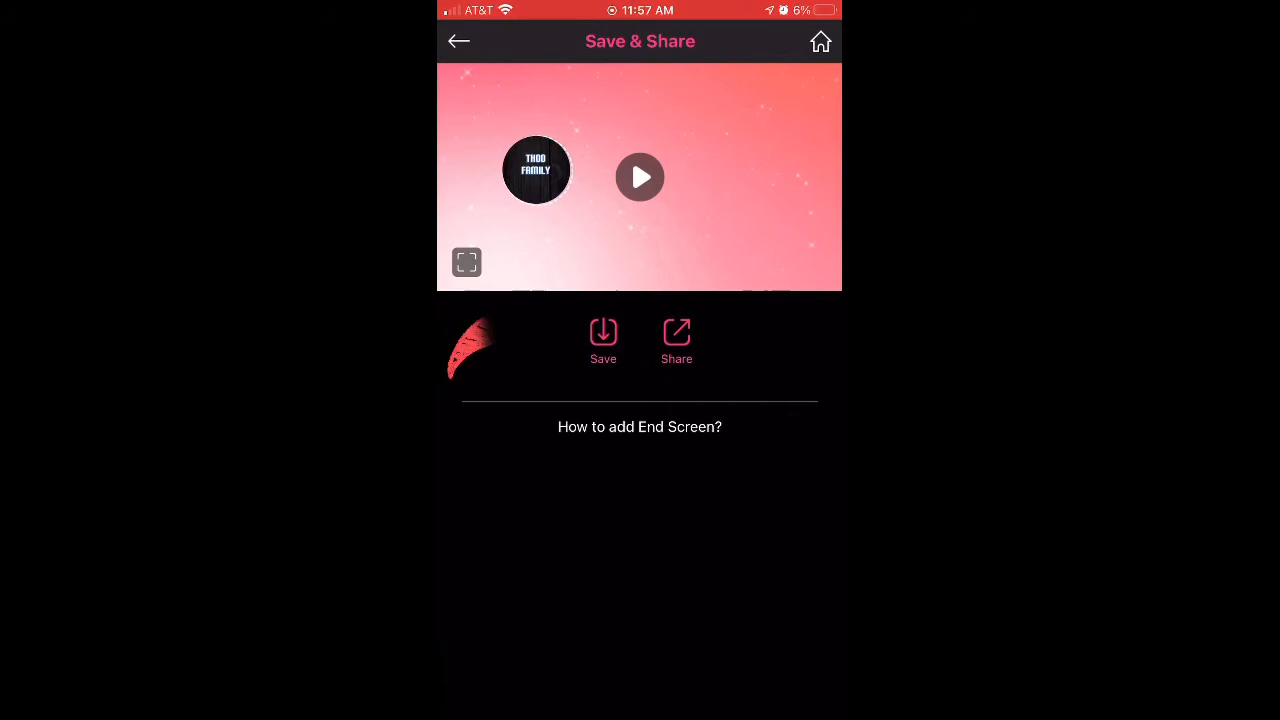 AT&T 11:57 AM 6%
Save & Share
THOO
FAMILY
Save Share
How to add End Screen?